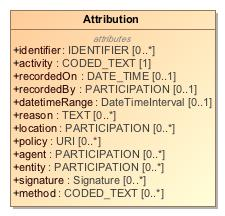 Attribution
attributes
+identifier : IDENTIFIER [0..*]
+activity : CODED_TEXT [1]
+recordedOn : DATE_TIME [0..1]
+recordedBy : PARTICIPATION [0..1]
+datetimeRange : DateTimeInterval [0..1]
+reason : TEXT [0..*]
+location : PARTICIPATION [0..*]
+policy : URI [0..*]
+agent : PARTICIPATION [0..*]
+entity : PARTICIPATION [0..*]
+signature : Signature [0..*]
+method : CODED_TEXT [0..*]